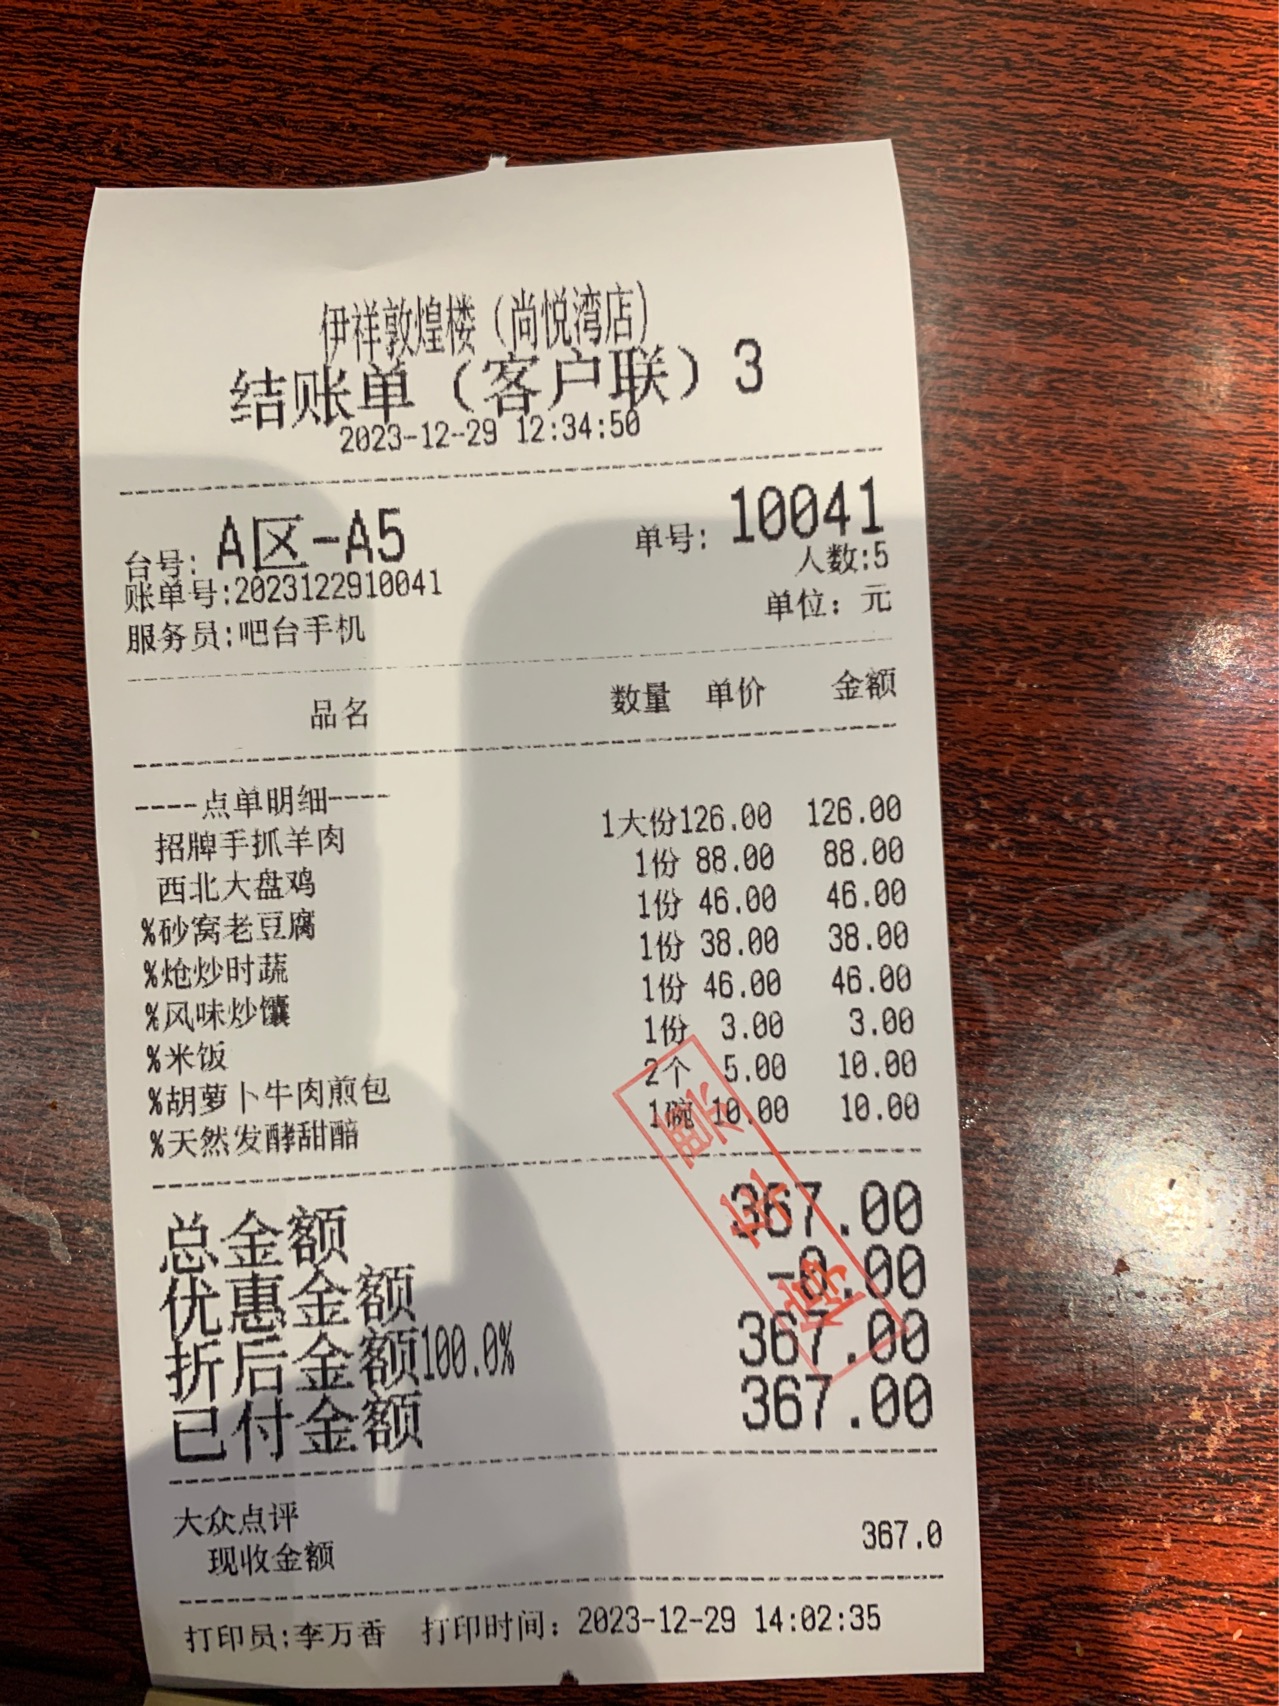 伊祥敦煌楼（尚悦湾店）
结账单（客户联）3
2023-12-29 12:34:50
台号: A区-A5 单号: 10041
人数:5
账单号:2023122910041
单位: 元
服务员:吧台手机
品名 数量 单价 金额
----点单明细----
招牌手抓羊肉 1大份126.00 126.00
西北大盘鸡 1份 88.00 88.00
%砂窝老豆腐 1份 46.00 46.00
%炝炒时蔬 1份 38.00 38.00
%风味炒馕 1份 46.00 46.00
%米饭 1份 3.00 3.00
%胡萝卜牛肉煎包 2个 5.00 10.00
%天然发酵甜醅 1碗 10.00 10.00
总金额 367.00
优惠金额 -0.00
折后金额100.0% 367.00
已付金额 367.00
大众点评
现收金额 367.0
打印员:李万香 打印时间: 2023-12-29 14:02:35